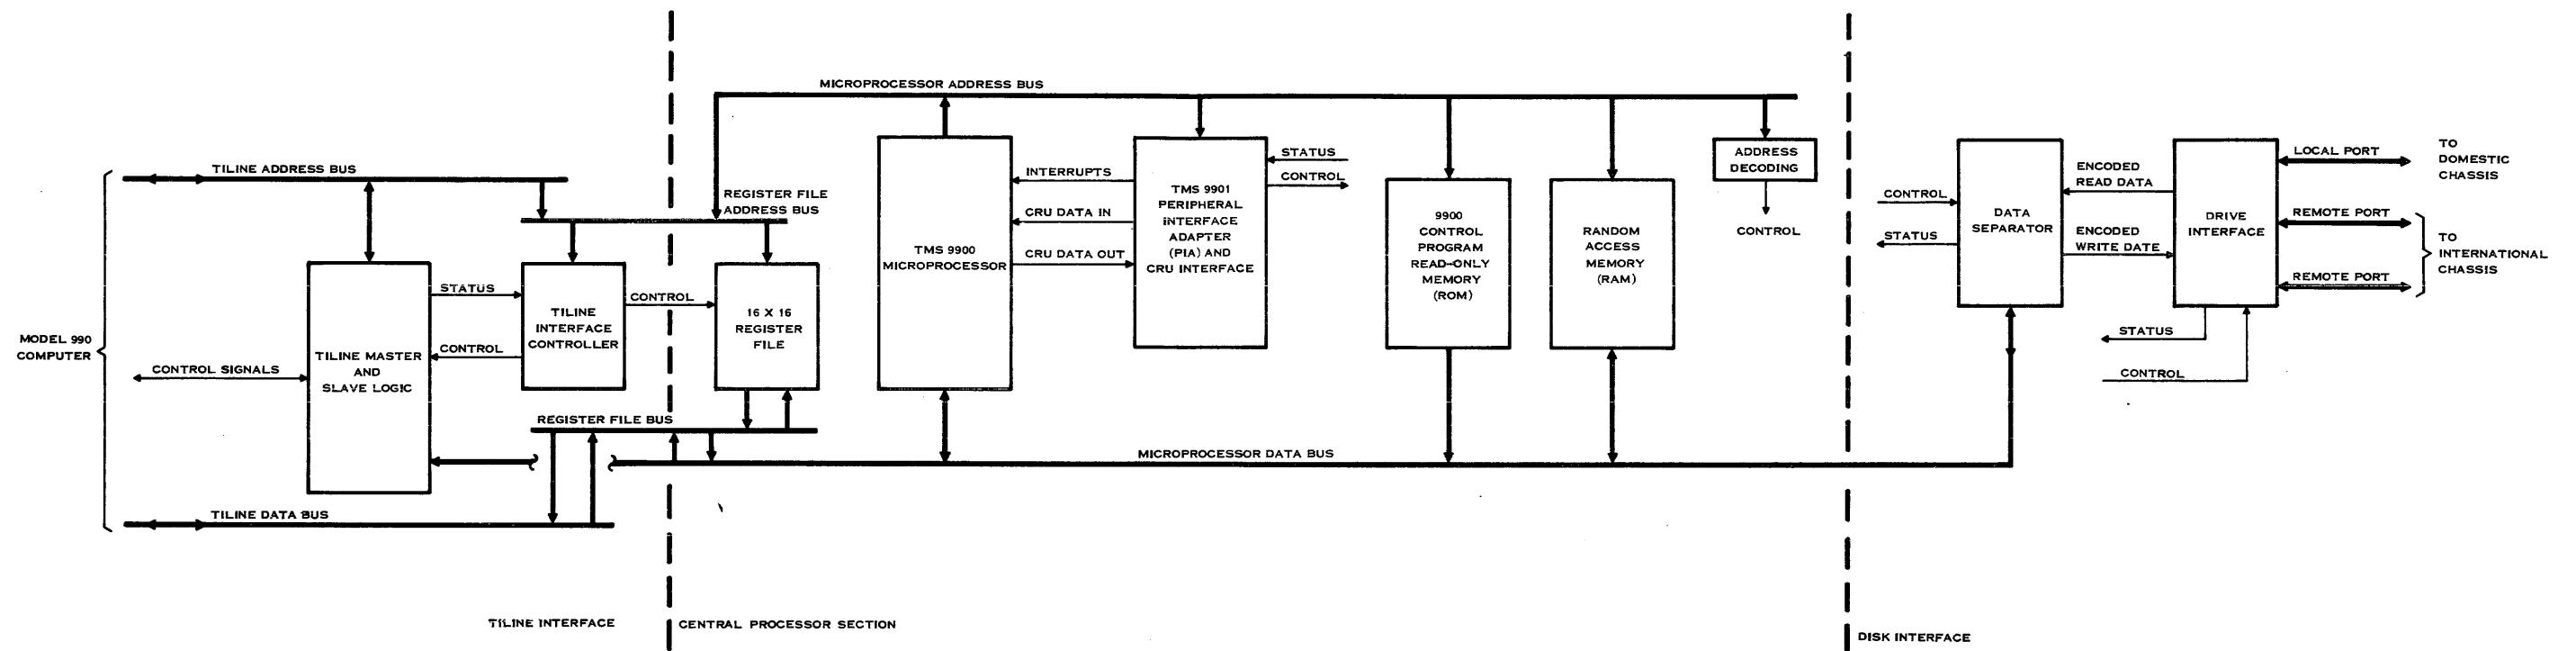 MICROPROCESSOR ADDRESS BUS
TILINE ADDRESS BUS
REGISTER FILE
ADDRESS BUS
MODEL 990
COMPUTER
CONTROL SIGNALS
TILINE MASTER
AND
SLAVE LOGIC
STATUS
CONTROL
TILINE
INTERFACE
CONTROLLER
CONTROL
16 X 16
REGISTER
FILE
REGISTER FILE BUS
TILINE DATA BUS
TMS 9900
MICROPROCESSOR
INTERRUPTS
CRU DATA IN
CRU DATA OUT
TMS 9901
PERIPHERAL
INTERFACE
ADAPTER
(PIA) AND
CRU INTERFACE
STATUS
CONTROL
9900
CONTROL
PROGRAM
READ-ONLY
MEMORY
(ROM)
RANDOM
ACCESS
MEMORY
(RAM)
ADDRESS
DECODING
CONTROL
MICROPROCESSOR DATA BUS
CONTROL
STATUS
DATA
SEPARATOR
ENCODED
READ DATA
ENCODED
WRITE DATE
DRIVE
INTERFACE
STATUS
CONTROL
LOCAL PORT
REMOTE PORT
REMOTE PORT
TO
DOMESTIC
CHASSIS
TO
INTERNATIONAL
CHASSIS
TILINE INTERFACE
CENTRAL PROCESSOR SECTION
DISK INTERFACE